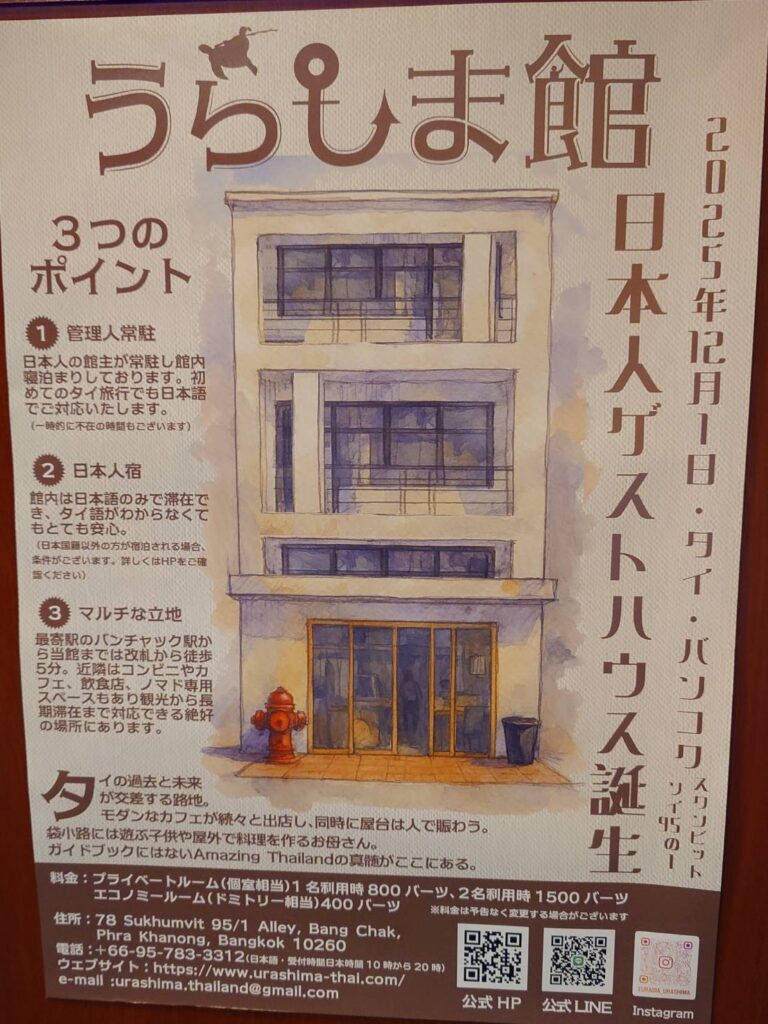 うらしま館
2025年12月1日・タイ・バンコク スクンビット
ソイ95の1
日本人ゲストハウス誕生
3つの
ポイント
1 管理人常駐
日本人の館主が常駐し館内
寝泊まりしております。初
めてのタイ旅行でも日本語
でご対応いたします。
(一時的に不在の時間もございます)
2 日本人宿
館内は日本語のみで滞在で
き、タイ語がわからなくて
もとても安心。
(日本国籍以外の方が宿泊される場合、
条件がございます。詳しくはHPをご確
認ください)
3 マルチな立地
最寄駅のバンチャック駅か
ら当館までは改札から徒歩
5分。近隣はコンビニやカ
フェ、飲食店、ノマド専用
スペースもあり観光から長
期滞在まで対応できる絶好
の場所にあります。
タイの過去と未来
が交差する路地。
モダンなカフェが続々と出店し、同時に屋台は人で賑わう。
袋小路には遊ぶ子供や屋外で料理を作るお母さん。
ガイドブックにはないAmazing Thailandの真髄がここにある。
料金:プライベートルーム(個室相当)1名利用時800バーツ、2名利用時1500バーツ
エコノミールーム(ドミトリー相当)400バーツ
※料金は予告なく変更する場合がございます
住所:78 Sukhumvit 95/1 Alley, Bang Chak,
Phra Khanong, Bangkok 10260
電話:+66-95-783-3312(日本語・受付時間日本時間10時から20時)
ウェブサイト:https://www.urashima-thai.com/
e-mail :urashima.thailand@gmail.com
公式HP
公式LINE
Instagram